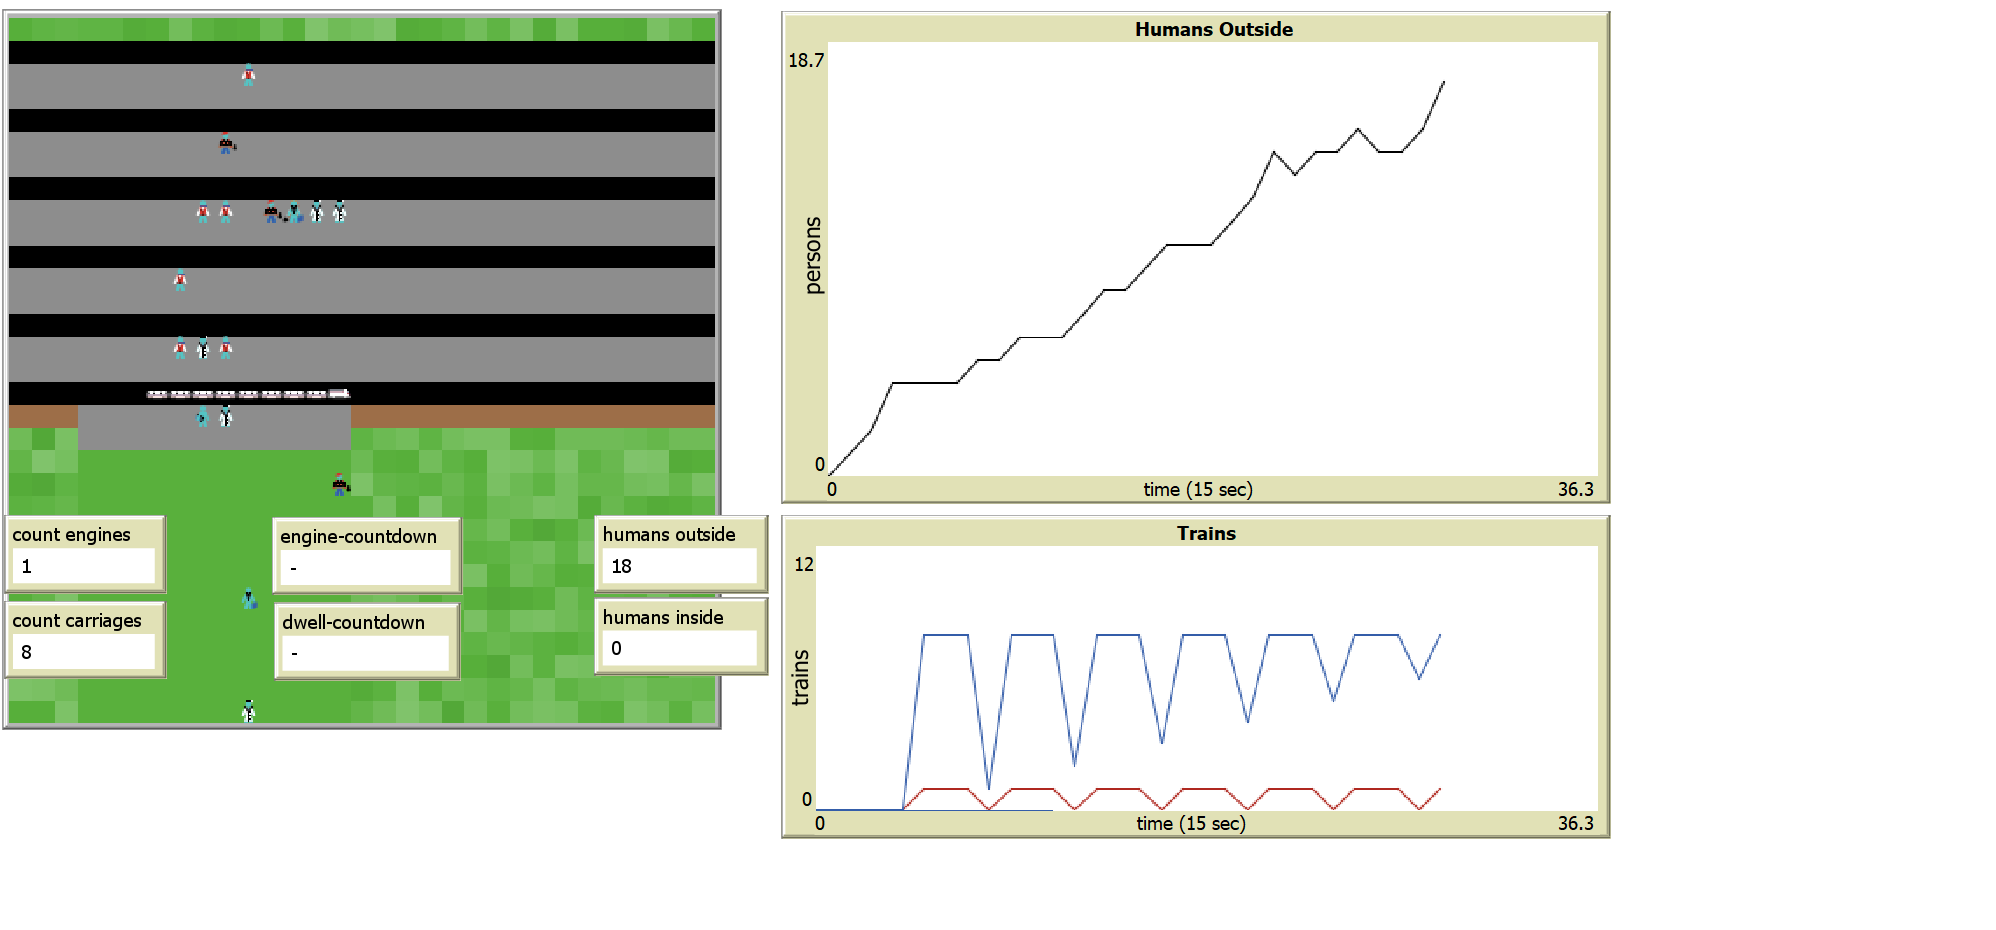 count engines
1
count carriages
8
engine-countdown
-
dwell-countdown
-
humans outside
18
humans inside
0
Humans Outside
18.7
persons
0
0
time (15 sec)
36.3
Trains
12
trains
0
0
time (15 sec)
36.3